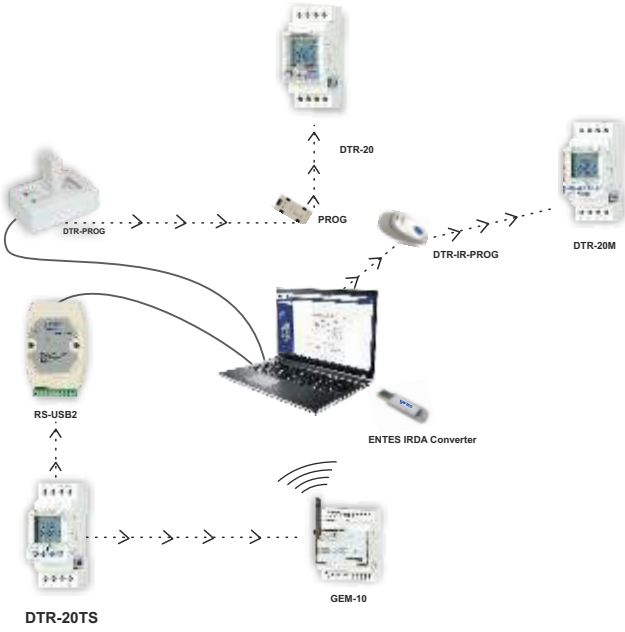 DTR-20
DTR-PROG
PROG
DTR-IR-PROG
DTR-20M
RS-USB2
ENTES IRDA Converter
GEM-10
DTR-20TS